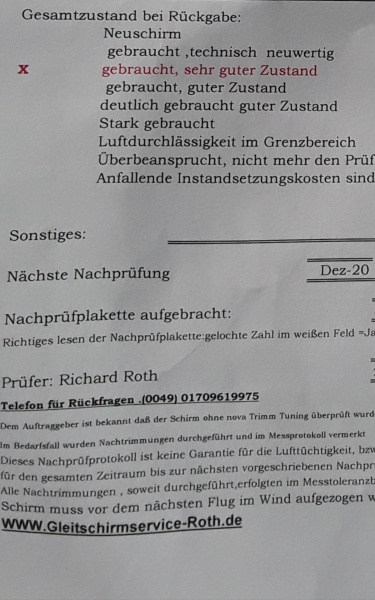 Gesamtzustand bei Rückgabe:
Neuschirm
gebraucht ,technisch neuwertig
x gebraucht, sehr guter Zustand
gebraucht, guter Zustand
deutlich gebraucht guter Zustand
Stark gebraucht
Luftdurchlässigkeit im Grenzbereich
Überbeansprucht, nicht mehr den Prüf
Anfallende Instandsetzungskosten sind
Sonstiges:
Nächste Nachprüfung Dez-20
Nachprüfplakette aufgebracht:
Richtiges lesen der Nachprüfplakette:gelochte Zahl im weißen Feld =Ja
Prüfer: Richard Roth
Telefon für Rückfragen .(0049) 01709619975
Dem Auftraggeber ist bekannt daß der Schirm ohne nova Trimm Tuning überprüft wurd
Im Bedarfsfall wurden Nachtrimmungen durchgeführt und im Messprotokoll vermerkt
Dieses Nachprüfprotokoll ist keine Garantie für die Lufttüchtigkeit, bzw
für den gesamten Zeitraum bis zur nächsten vorgeschriebenen Nachpr
Alle Nachtrimmungen , soweit durchgeführt,erfolgten im Messtoleranzb
Schirm muss vor dem nächsten Flug im Wind aufgezogen w
WWW.Gleitschirmservice-Roth.de